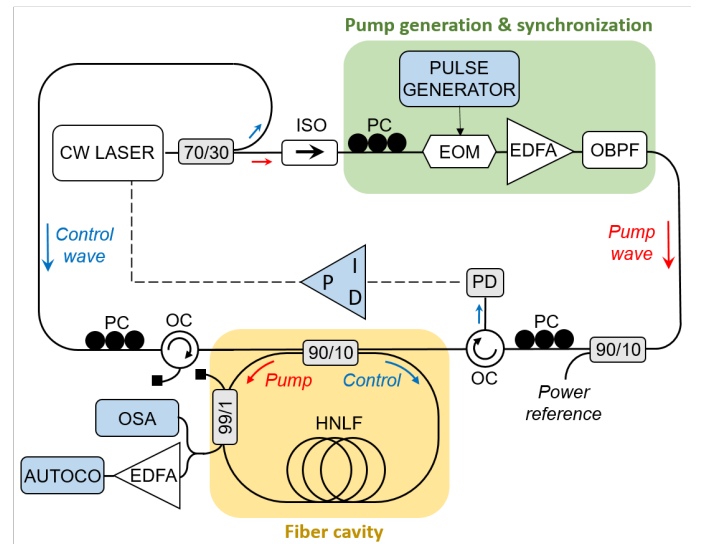 Pump generation & synchronization
PULSE
GENERATOR
ISO
PC
CW LASER
70/30
EOM
EDFA
OBPF
Control
wave
Pump
wave
P
I
D
PD
PC
OC
90/10
OC
PC
90/10
Pump
Control
Power
reference
99/1
OSA
HNLF
AUTOCO
EDFA
Fiber cavity